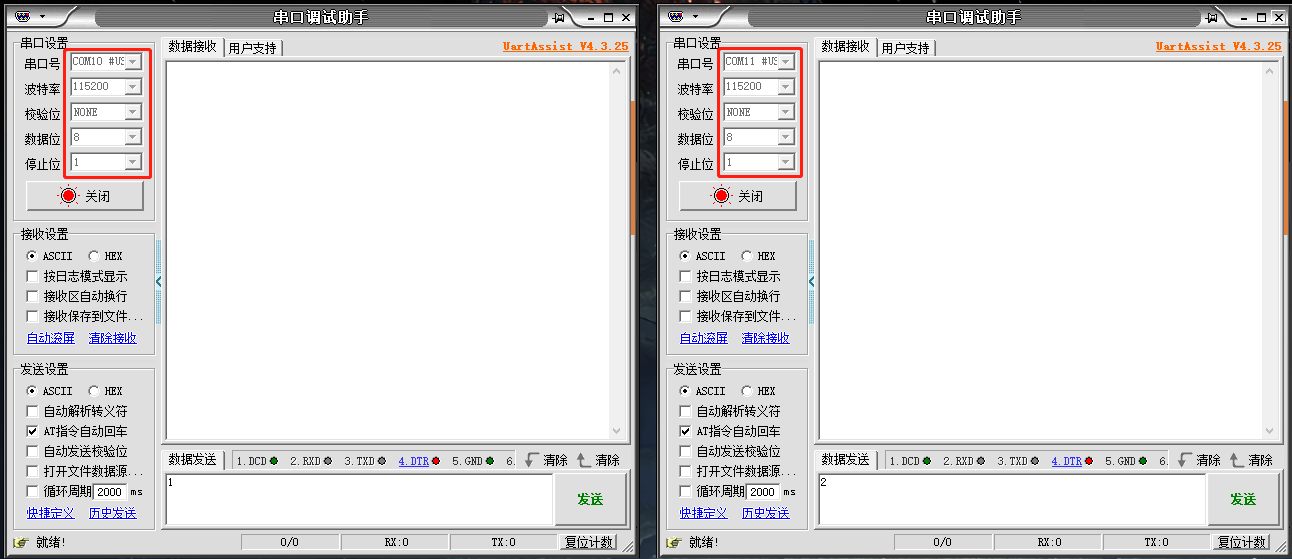 串口调试助手
串口设置
串口号 COM10 #US
波特率 115200
校验位 NONE
数据位 8
停止位 1
关闭
接收设置
ASCII HEX
按日志模式显示
接收区自动换行
接收保存到文件...
自动滚屏 清除接收
发送设置
ASCII HEX
自动解析转义符
AT指令自动回车
自动发送校验位
打开文件数据源...
循环周期 2000 ms
快捷定义 历史发送
数据接收 用户支持 UartAssist V4.3.25
数据发送 1.DCD 2.RXD 3.TXD 4.DTR 5.GND 6. 清除 清除
1
发送
就绪! 0/0 RX:0 TX:0 复位计数
串口调试助手
串口设置
串口号 COM11 #US
波特率 115200
校验位 NONE
数据位 8
停止位 1
关闭
接收设置
ASCII HEX
按日志模式显示
接收区自动换行
接收保存到文件...
自动滚屏 清除接收
发送设置
ASCII HEX
自动解析转义符
AT指令自动回车
自动发送校验位
打开文件数据源...
循环周期 2000 ms
快捷定义 历史发送
数据接收 用户支持 UartAssist V4.3.25
数据发送 1.DCD 2.RXD 3.TXD 4.DTR 5.GND 6. 清除 清除
2
发送
就绪! 0/0 RX:0 TX:0 复位计数